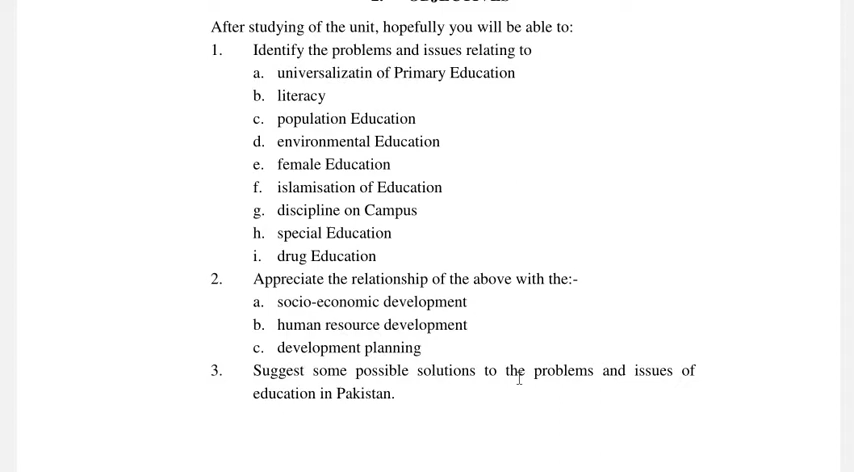 After studying of the unit, hopefully you will be able to:
1. Identify the problems and issues relating to
a. universalizatin of Primary Education
b. literacy
c. population Education
d. environmental Education
e. female Education
f. islamisation of Education
g. discipline on Campus
h. special Education
i. drug Education
2. Appreciate the relationship of the above with the:-
a. socio-economic development
b. human resource development
c. development planning
3. Suggest some possible solutions to the problems and issues of
education in Pakistan.